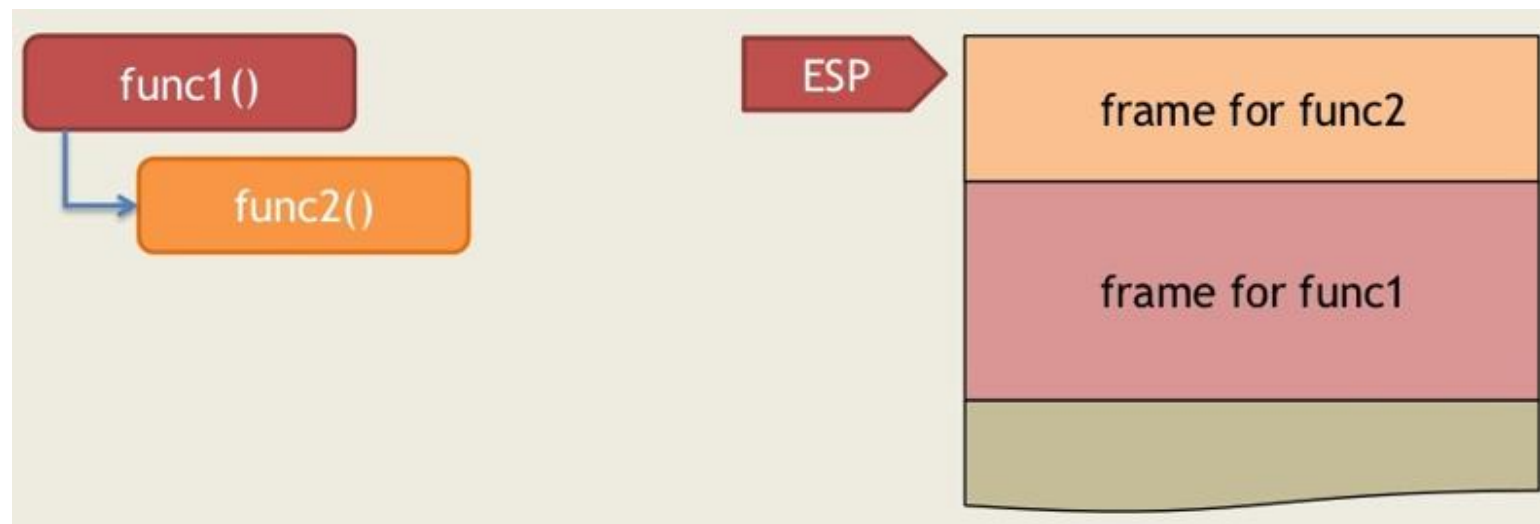 func1()
func2()
ESP
frame for func2
frame for func1